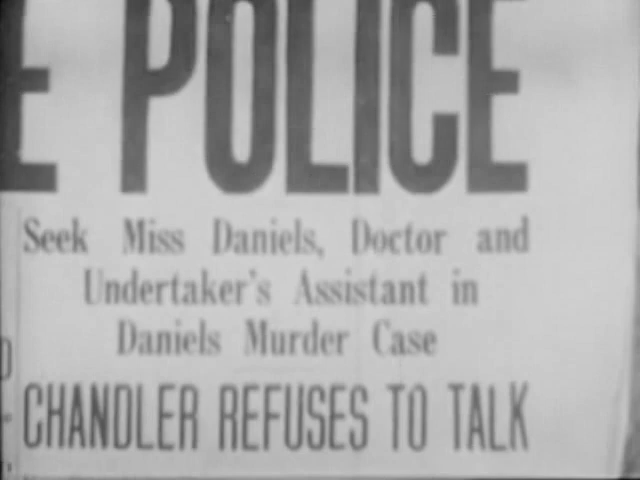 E POLICE
Seek Miss Daniels, Doctor and
Undertaker's Assistant in
Daniels Murder Case
CHANDLER REFUSES TO TALK